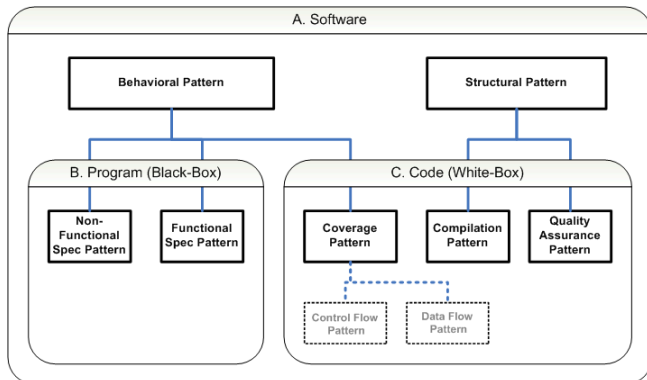 A. Software
Behavioral Pattern
Structural Pattern
B. Program (Black-Box)
C. Code (White-Box)
Non-
Functional
Spec Pattern
Functional
Spec Pattern
Coverage
Pattern
Compilation
Pattern
Quality
Assurance
Pattern
Control Flow
Pattern
Data Flow
Pattern